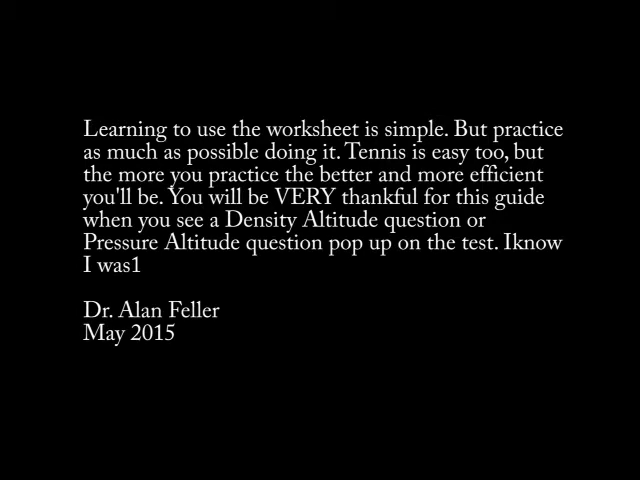 Learning to use the worksheet is simple. But practice
as much as possible doing it. Tennis is easy too, but
the more you practice the better and more efficient
you'll be. You will be VERY thankful for this guide
when you see a Density Altitude question or
Pressure Altitude question pop up on the test. Iknow
I was1
Dr. Alan Feller
May 2015